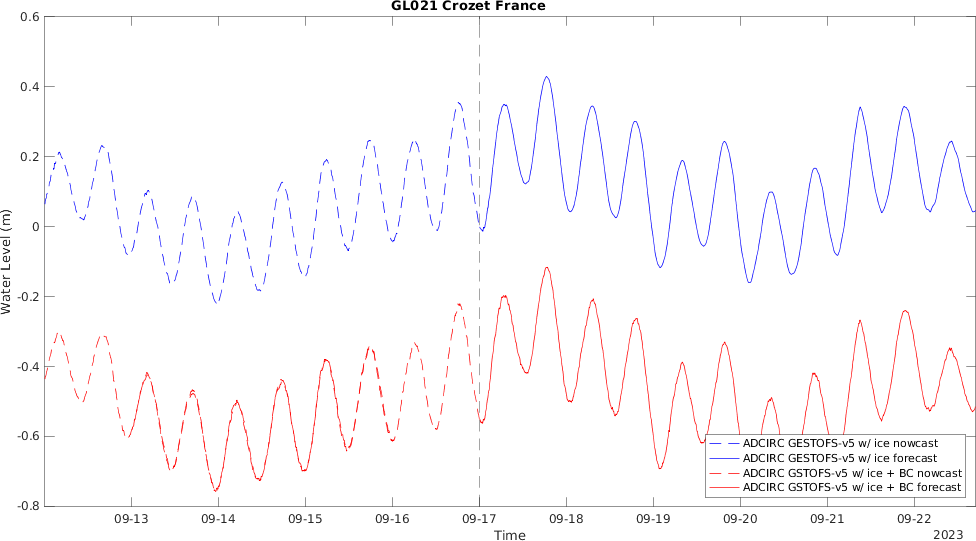 GL021 Crozet France
0.6
0.4
0.2
0
-0.2
-0.4
-0.6
-0.8
Water Level (m)
ADCIRC GESTOFS-v5 w/ ice nowcast
ADCIRC GESTOFS-v5 w/ ice forecast
ADCIRC GSTOFS-v5 w/ ice + BC nowcast
ADCIRC GSTOFS-v5 w/ ice + BC forecast
09-13 09-14 09-15 09-16 09-17 09-18 09-19 09-20 09-21 09-22
Time
2023